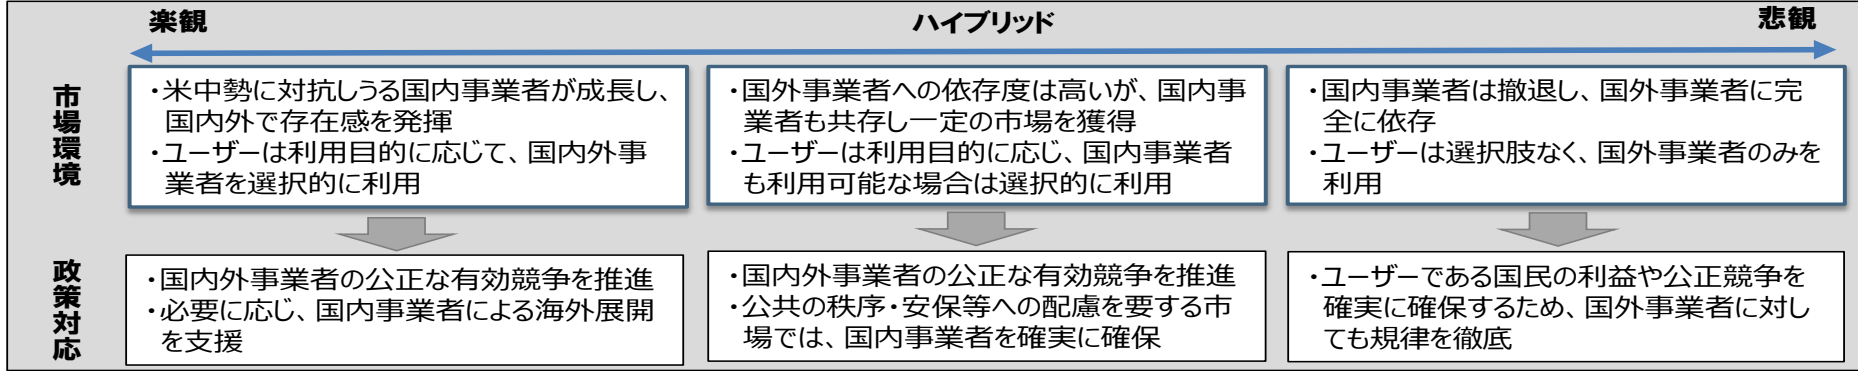 楽観
ハイブリッド
悲観
市場環境
・米中勢に対抗しうる国内事業者が成長し、
国内外で存在感を発揮
・ユーザーは利用目的に応じて、国内外事
業者を選択的に利用
・国外事業者への依存度は高いが、国内事
業者も共存し一定の市場を獲得
・ユーザーは利用目的に応じ、国内事業者
も利用可能な場合は選択的に利用
・国内事業者は撤退し、国外事業者に完
全に依存
・ユーザーは選択肢なく、国外事業者のみを
利用
政策対応
・国内外事業者の公正な有効競争を推進
・必要に応じ、国内事業者による海外展開
を支援
・国内外事業者の公正な有効競争を推進
・公共の秩序・安保等への配慮を要する市
場では、国内事業者を確実に確保
・ユーザーである国民の利益や公正競争を
確実に確保するため、国外事業者に対し
ても規律を徹底